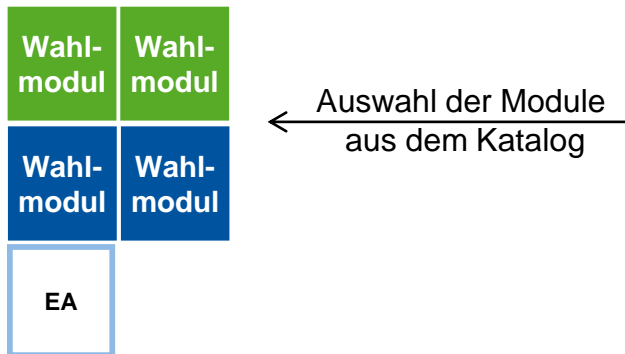 Wahl-
modul
Wahl-
modul
Auswahl der Module
aus dem Katalog
Wahl-
modul
Wahl-
modul
EA